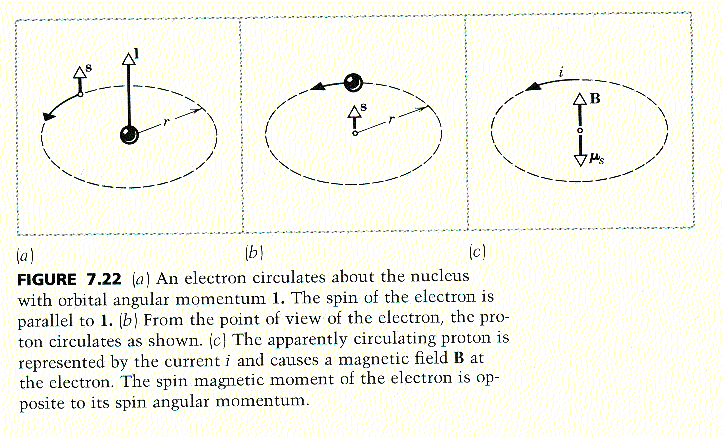 s
l
r
s
r
i
B
μs
(a)
(b)
(c)
FIGURE 7.22 (a) An electron circulates about the nucleus
with orbital angular momentum l. The spin of the electron is
parallel to l. (b) From the point of view of the electron, the pro-
ton circulates as shown. (c) The apparently circulating proton is
represented by the current i and causes a magnetic field B at
the electron. The spin magnetic moment of the electron is op-
posite to its spin angular momentum.